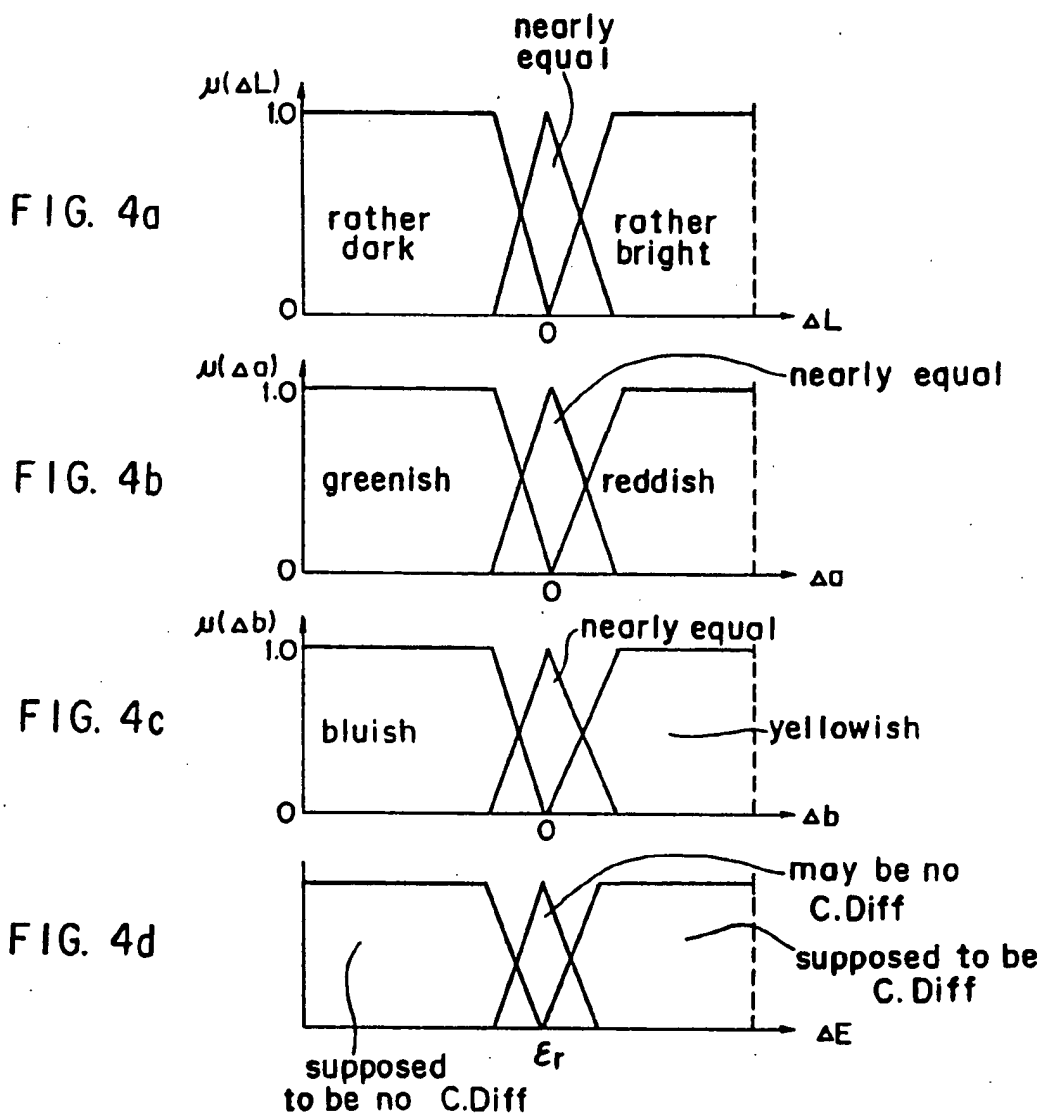 nearly
equal
μ(ΔL)
1.0
FIG. 4a
rather
dark
rather
bright
0
0
ΔL
μ(Δa)
1.0
nearly equal
FIG. 4b
greenish
reddish
0
0
Δa
μ(Δb)
1.0
nearly equal
FIG. 4c
bluish
yellowish
0
0
Δb
may be no
C.Diff
FIG. 4d
supposed to be
C.Diff
εr
ΔE
supposed
to be no C.Diff